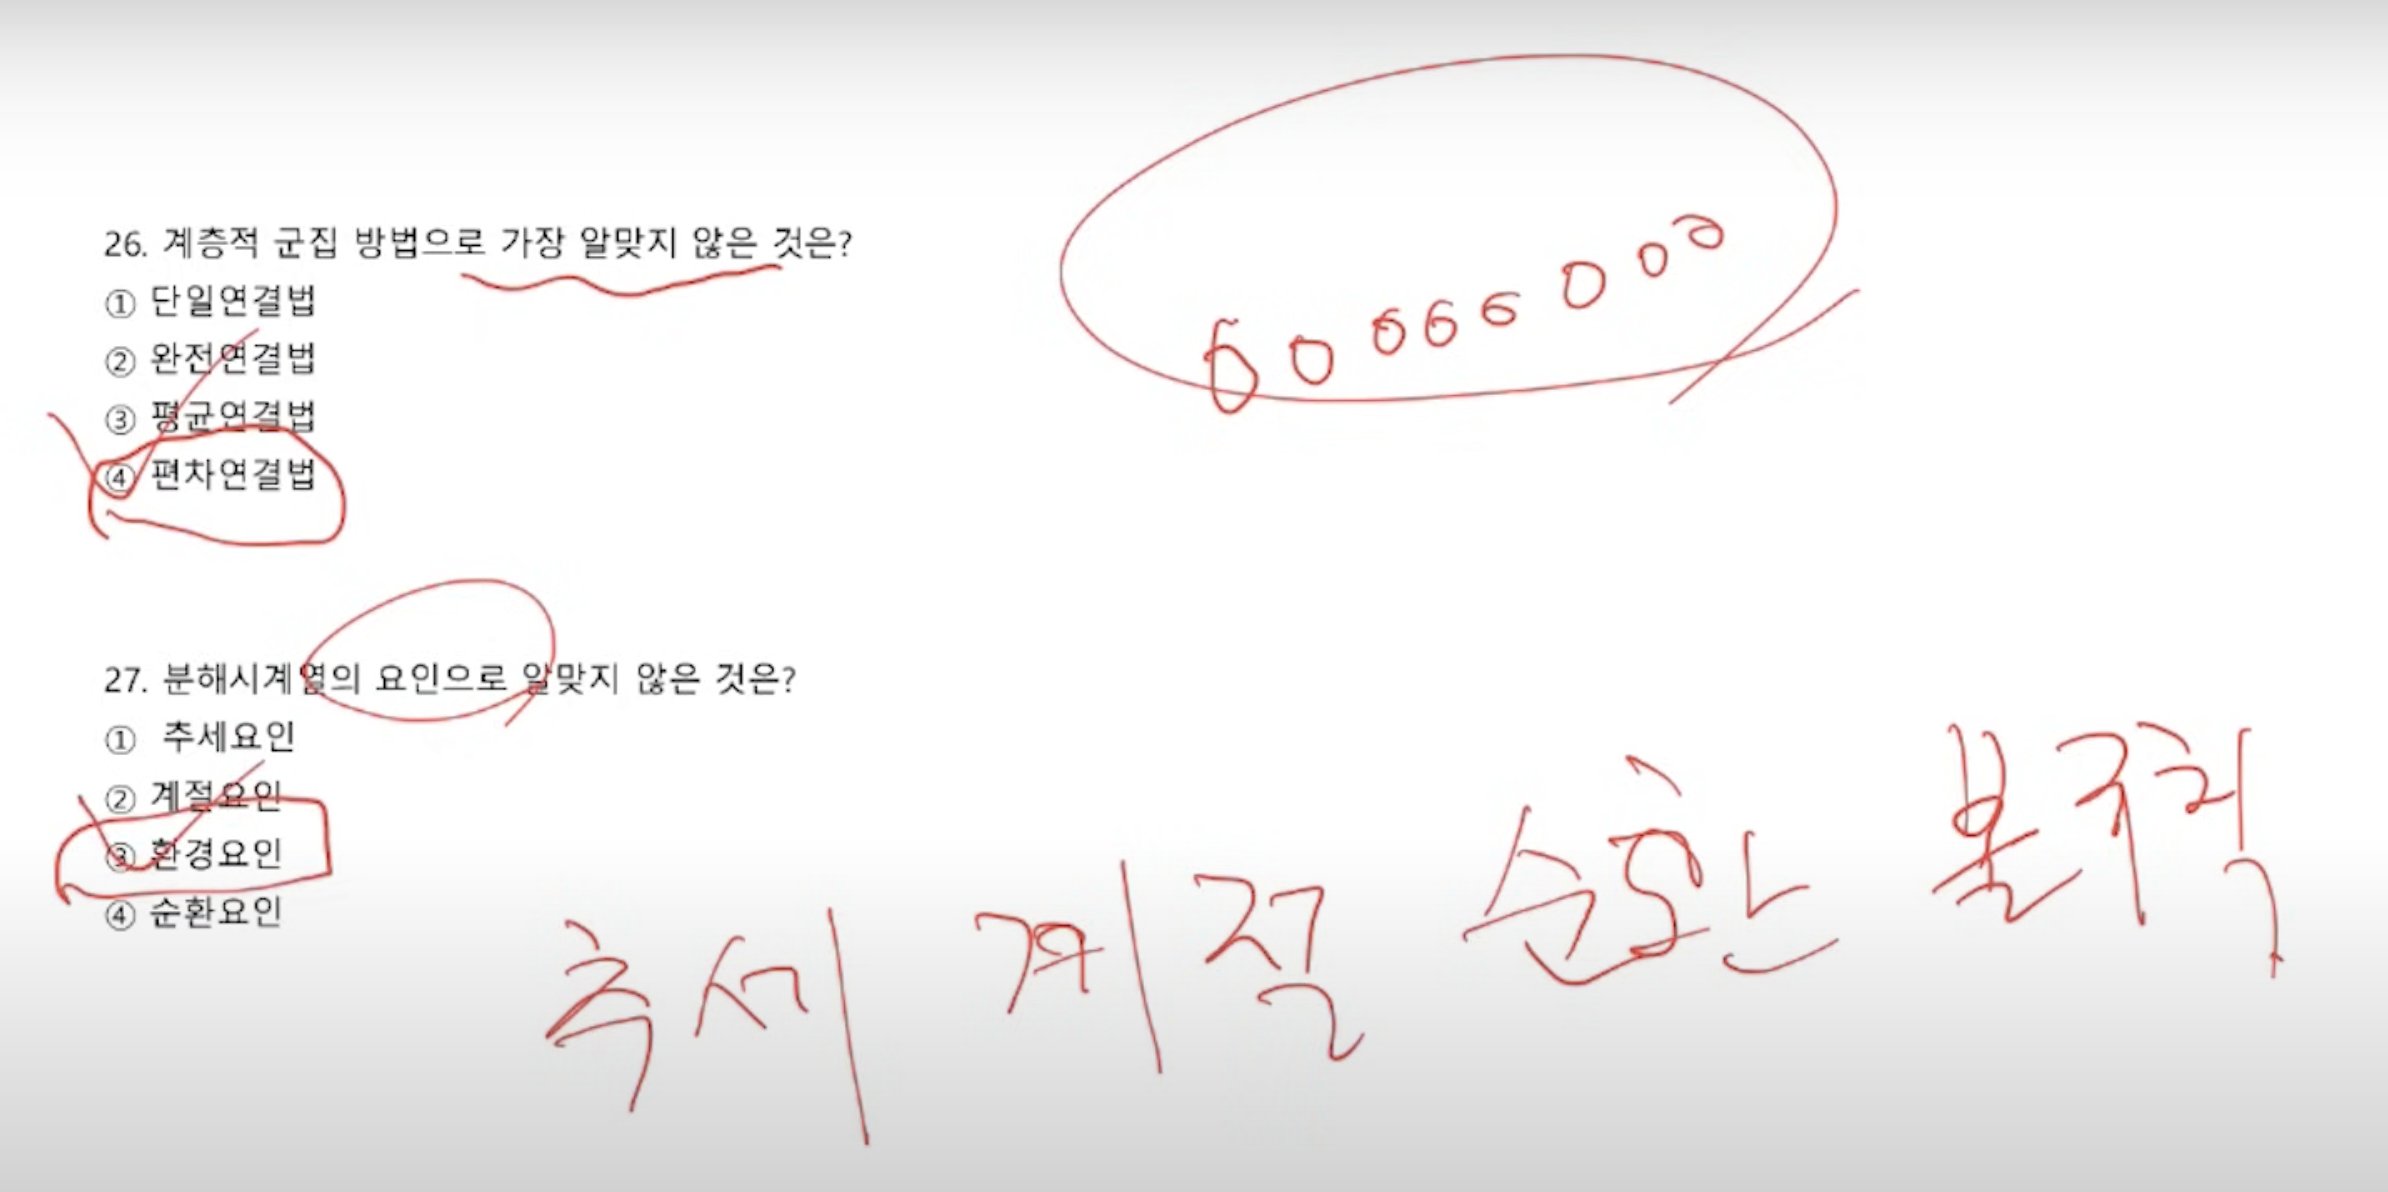 26. 계층적 군집 방법으로 가장 알맞지 않은 것은?
① 단일연결법
② 완전연결법
③ 평균연결법
④ 편차연결법
27. 분해시계열의 요인으로 알맞지 않은 것은?
① 추세요인
② 계절요인
③ 환경요인
④ 순환요인
추세 계절 순환 불규칙